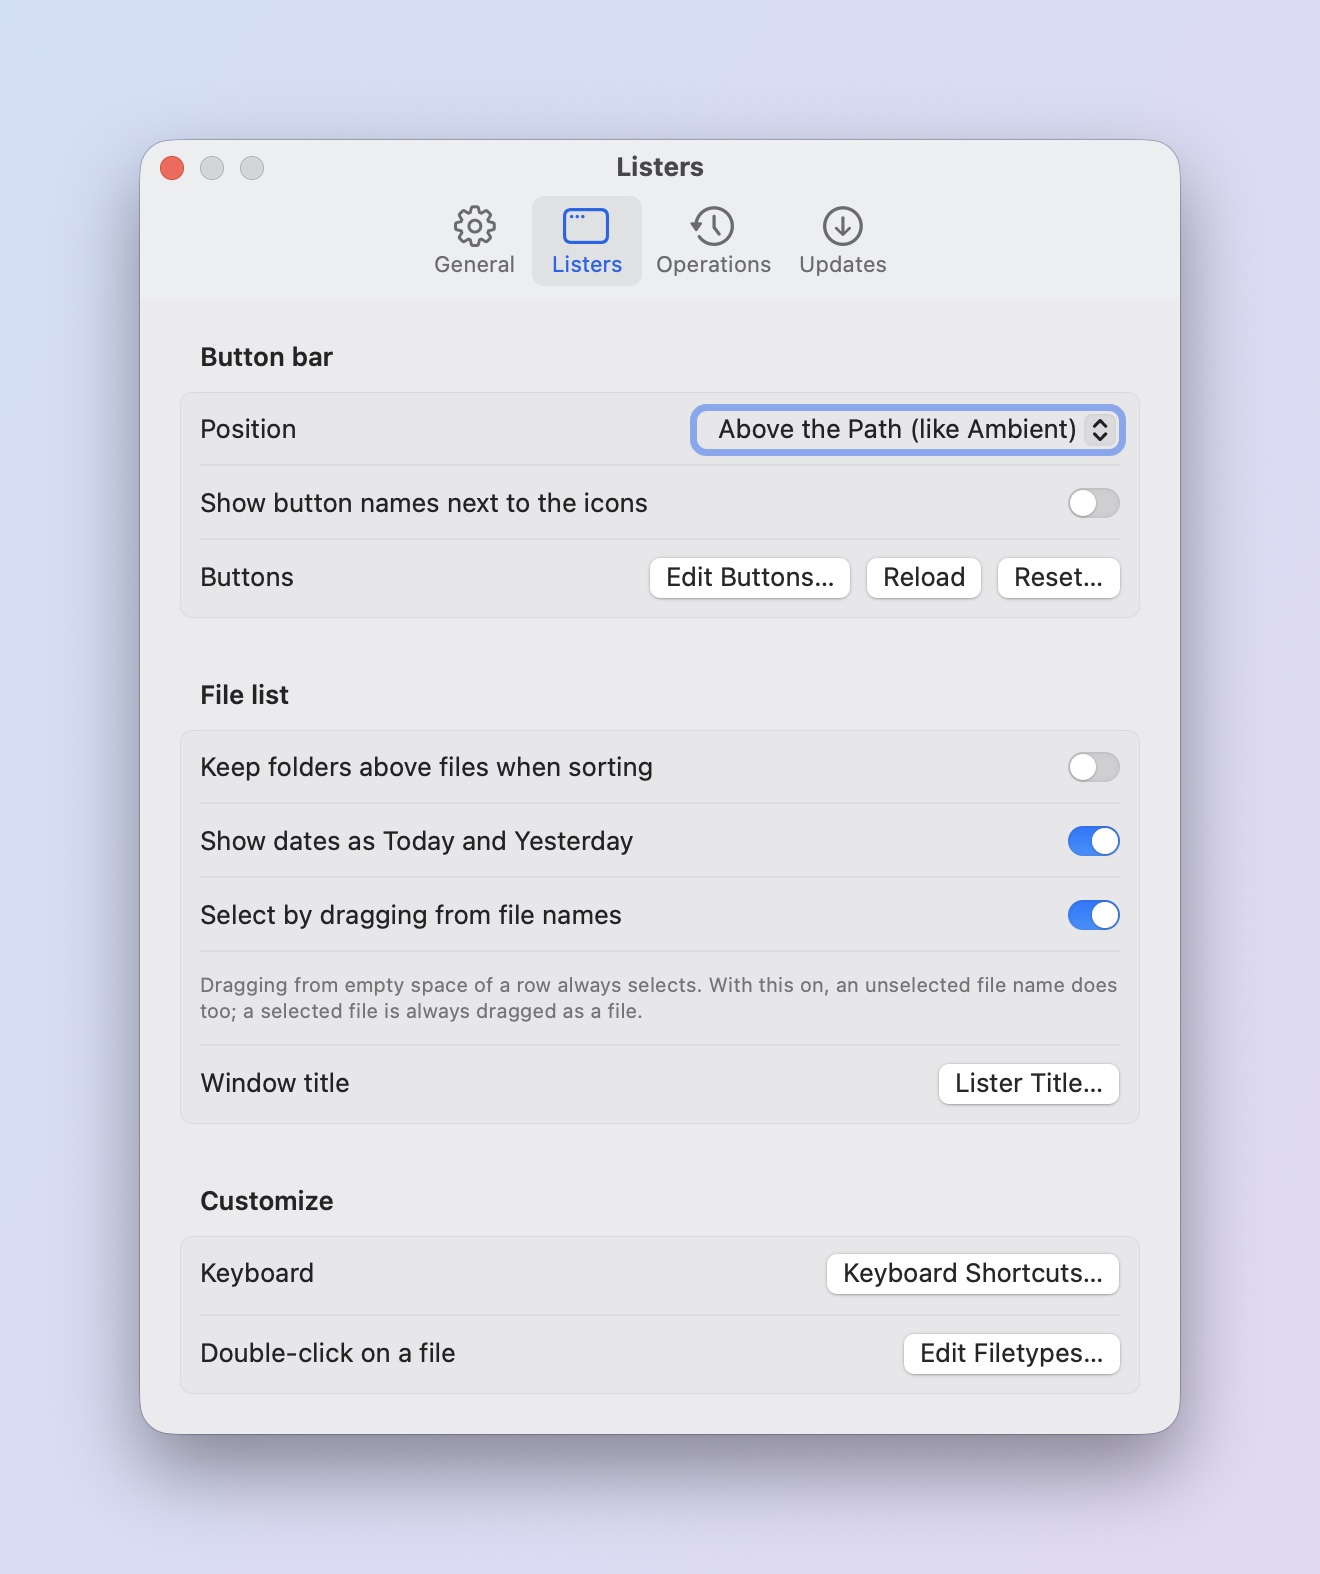 Listers
General
Listers
Operations
Updates
Button bar
Position
Above the Path (like Ambient)
Show button names next to the icons
Buttons
Edit Buttons...
Reload
Reset...
File list
Keep folders above files when sorting
Show dates as Today and Yesterday
Select by dragging from file names
Dragging from empty space of a row always selects. With this on, an unselected file name does
too; a selected file is always dragged as a file.
Window title
Lister Title...
Customize
Keyboard
Keyboard Shortcuts...
Double-click on a file
Edit Filetypes...